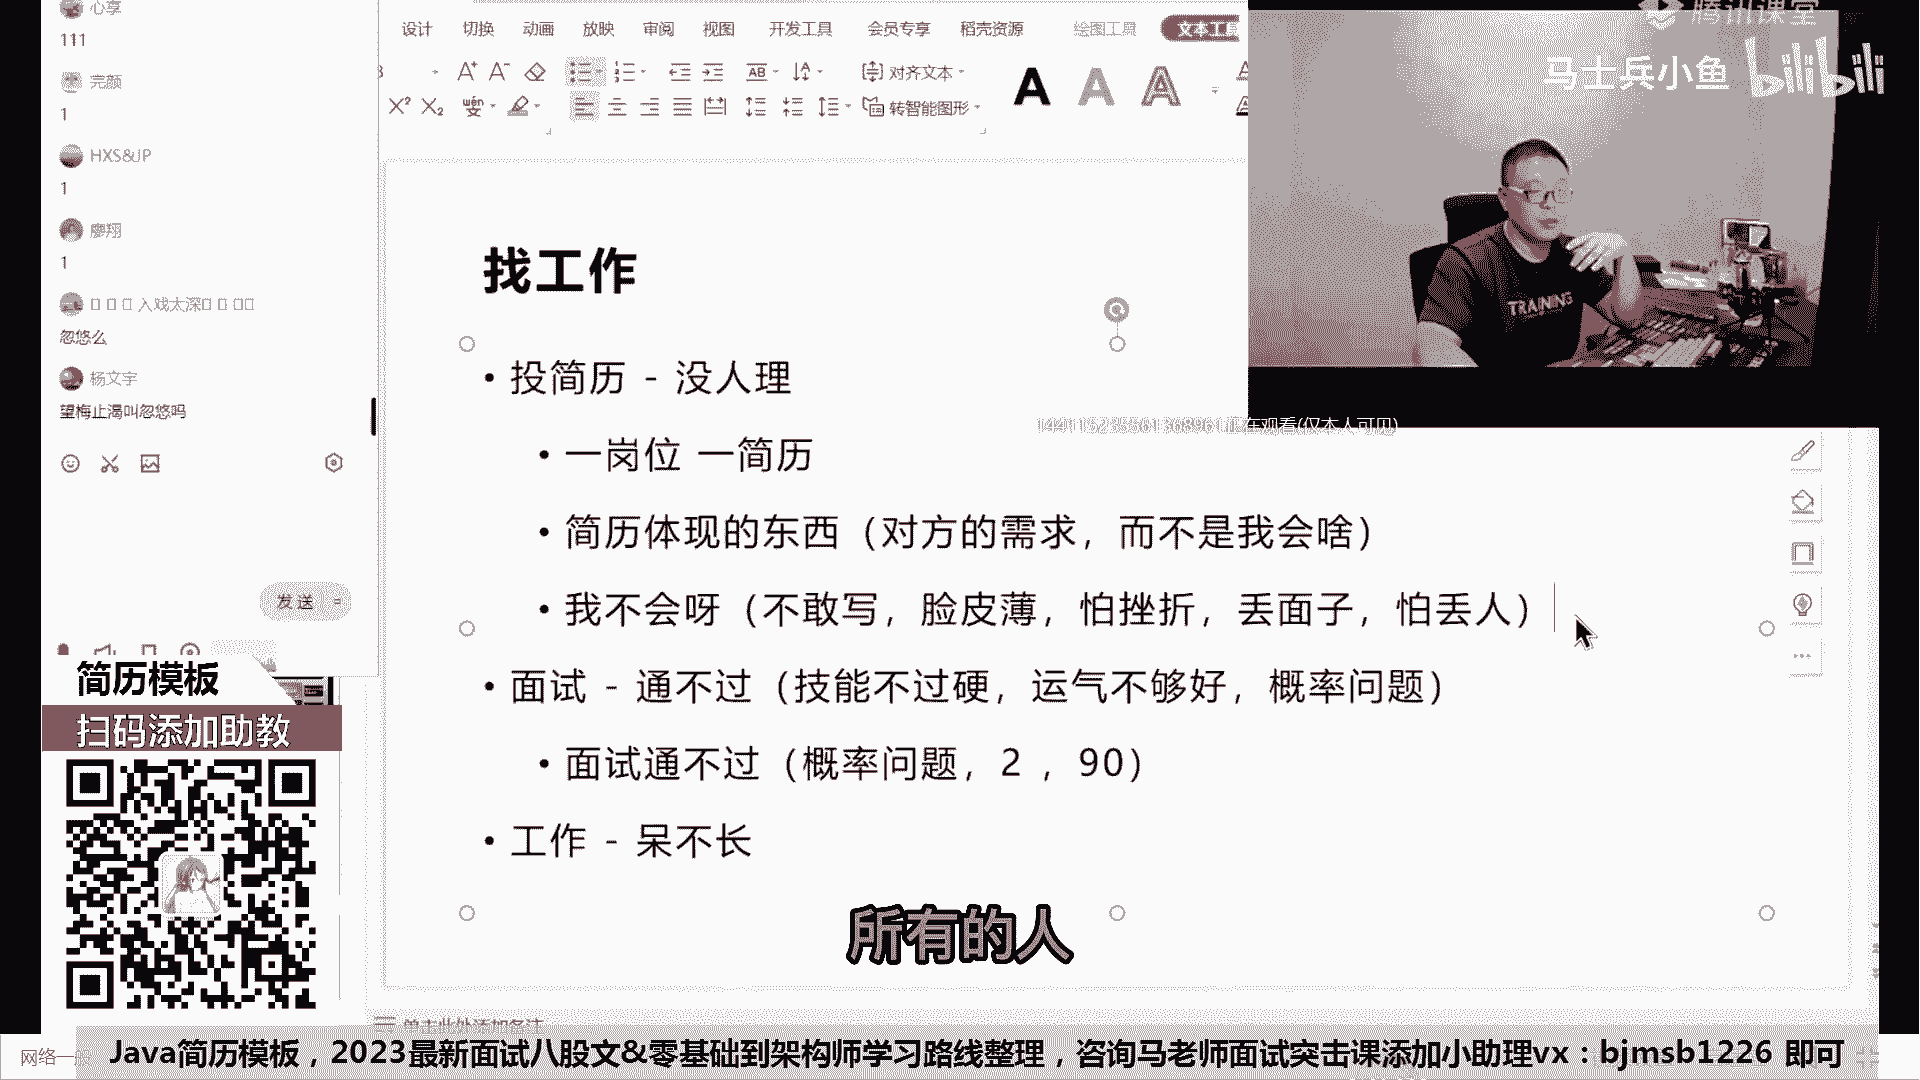 心享
111
完颜
1
HXS&JP
1
廖翔
1
入戏太深
忽悠么
杨文宇
望梅止渴叫忽悠吗
发送
简历模板
扫码添加助教
设计 切换 动画 放映 审阅 视图 开发工具 会员专享 稻壳资源 绘图工具 文本工具
对齐文本
转智能图形
腾讯课堂
马士兵小鱼 bilibili
正在观看(仅本人可见)
找工作
• 投简历 - 没人理
• 一岗位 一简历
• 简历体现的东西（对方的需求，而不是我会啥）
• 我不会呀（不敢写，脸皮薄，怕挫折，丢面子，怕丢人）
• 面试 - 通不过（技能不过硬，运气不够好，概率问题）
• 面试通不过（概率问题，2 ，90）
• 工作 - 呆不长
TRAINING
所有的人
单击此处添加备注
网络一般
Java简历模板，2023最新面试八股文&零基础到架构师学习路线整理，咨询马老师面试突击课添加小助理vx：bjmsb1226 即可